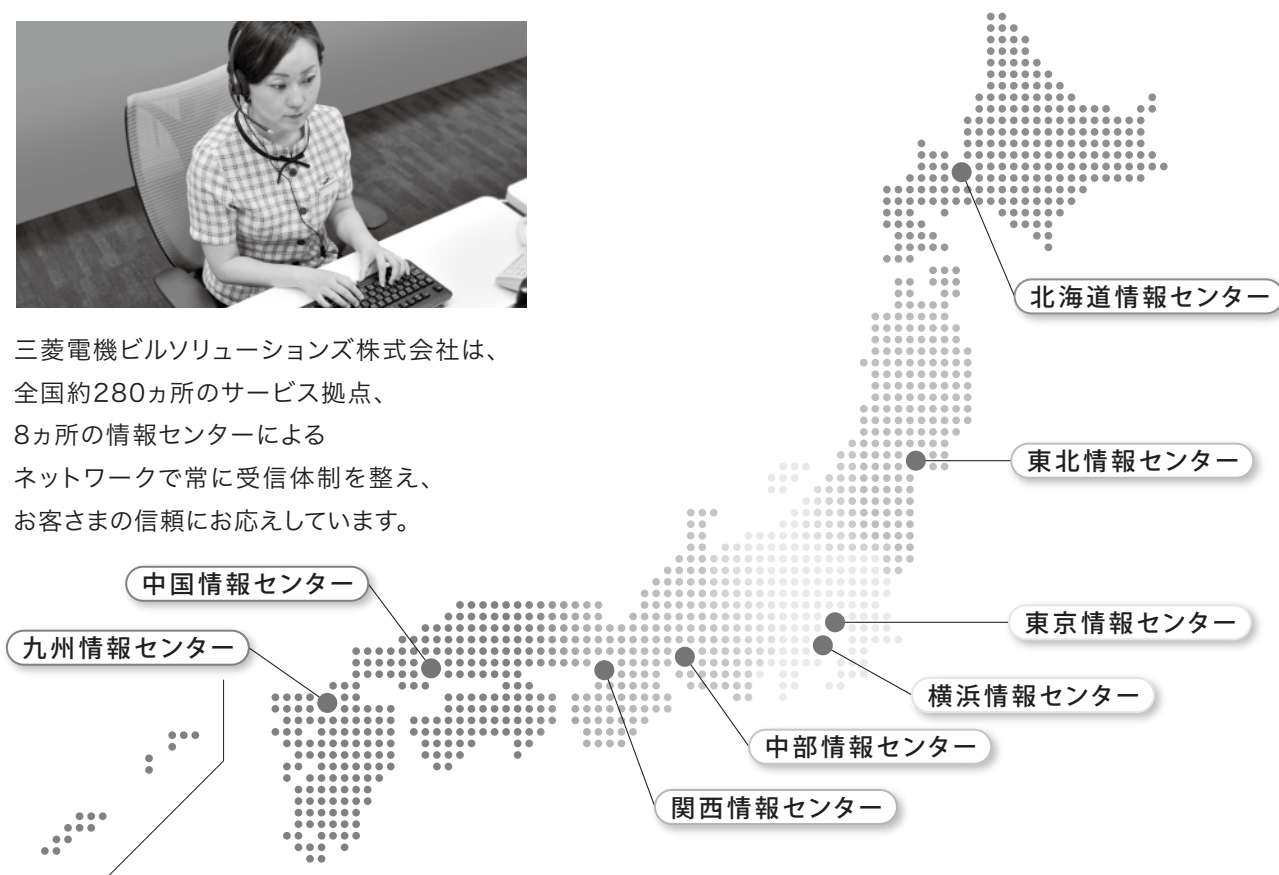 三菱電機ビルソリューションズ株式会社は、
全国約280ヵ所のサービス拠点、
8ヵ所の情報センターによる
ネットワークで常に受信体制を整え、
お客さまの信頼にお応えしています。
北海道情報センター
東北情報センター
中国情報センター
東京情報センター
九州情報センター
横浜情報センター
中部情報センター
関西情報センター